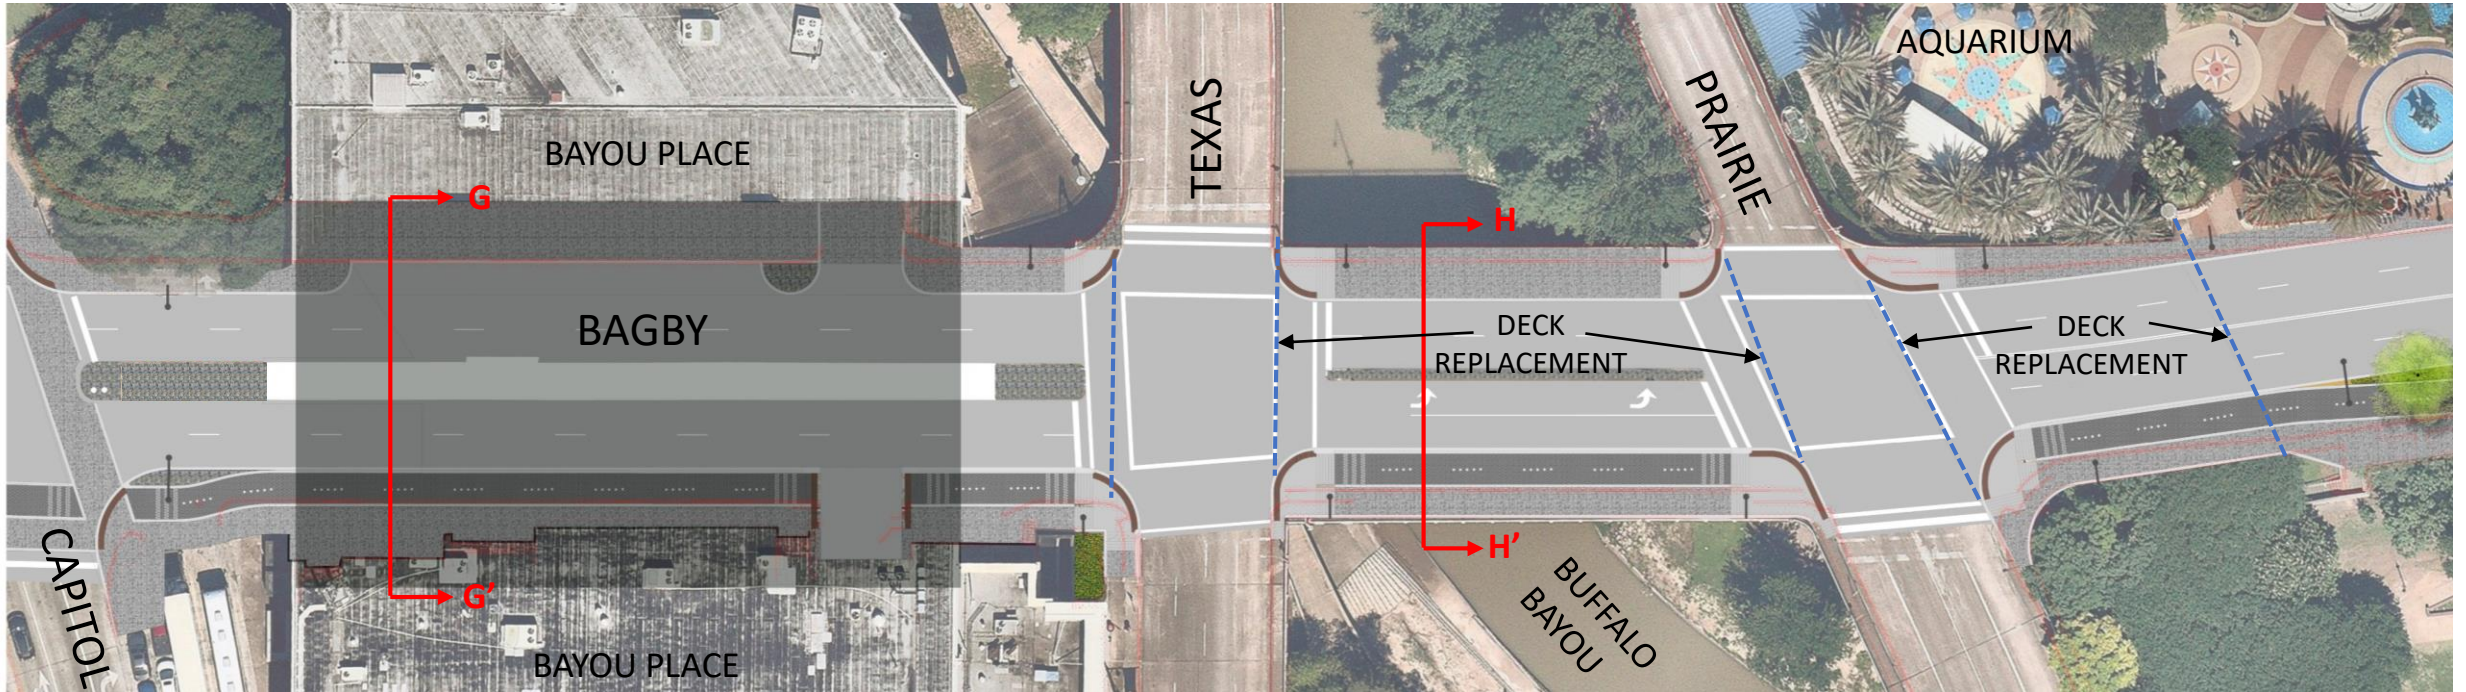 AQUARIUM
TEXAS
PRAIRIE
BAYOU PLACE
G
H
BAGBY
DECK
REPLACEMENT
DECK
REPLACEMENT
CAPITOL
G'
H'
BUFFALO
BAYOU
BAYOU PLACE